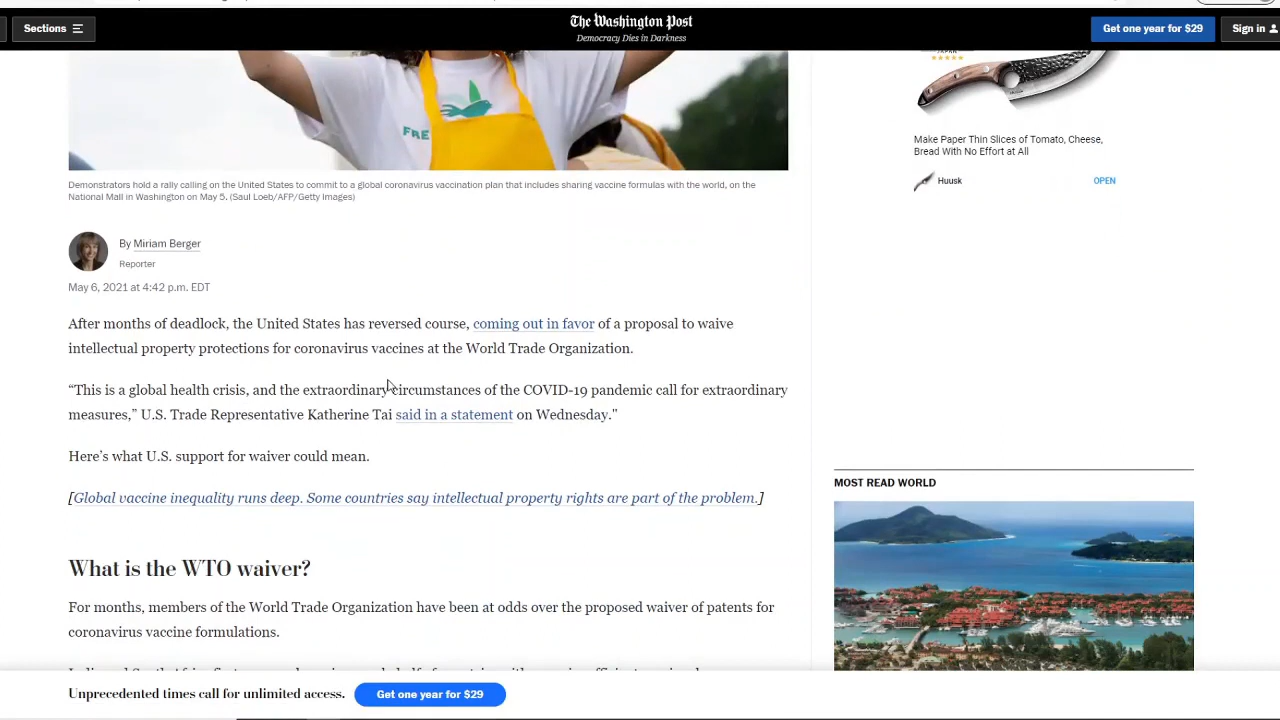 Sections
The Washington Post
Democracy Dies in Darkness
Get one year for $29
Sign in
FRE
Make Paper Thin Slices of Tomato, Cheese,
Bread With No Effort at All
Huusk
OPEN
Demonstrators hold a rally calling on the United States to commit to a global coronavirus vaccination plan that includes sharing vaccine formulas with the world, on the
National Mall in Washington on May 5. (Saul Loeb/AFP/Getty Images)
By Miriam Berger
Reporter
May 6, 2021 at 4:42 p.m. EDT
After months of deadlock, the United States has reversed course, coming out in favor of a proposal to waive
intellectual property protections for coronavirus vaccines at the World Trade Organization.
“This is a global health crisis, and the extraordinary circumstances of the COVID-19 pandemic call for extraordinary
measures,” U.S. Trade Representative Katherine Tai said in a statement on Wednesday."
Here’s what U.S. support for waiver could mean.
[Global vaccine inequality runs deep. Some countries say intellectual property rights are part of the problem.]
What is the WTO waiver?
For months, members of the World Trade Organization have been at odds over the proposed waiver of patents for
coronavirus vaccine formulations.
MOST READ WORLD
Unprecedented times call for unlimited access.
Get one year for $29